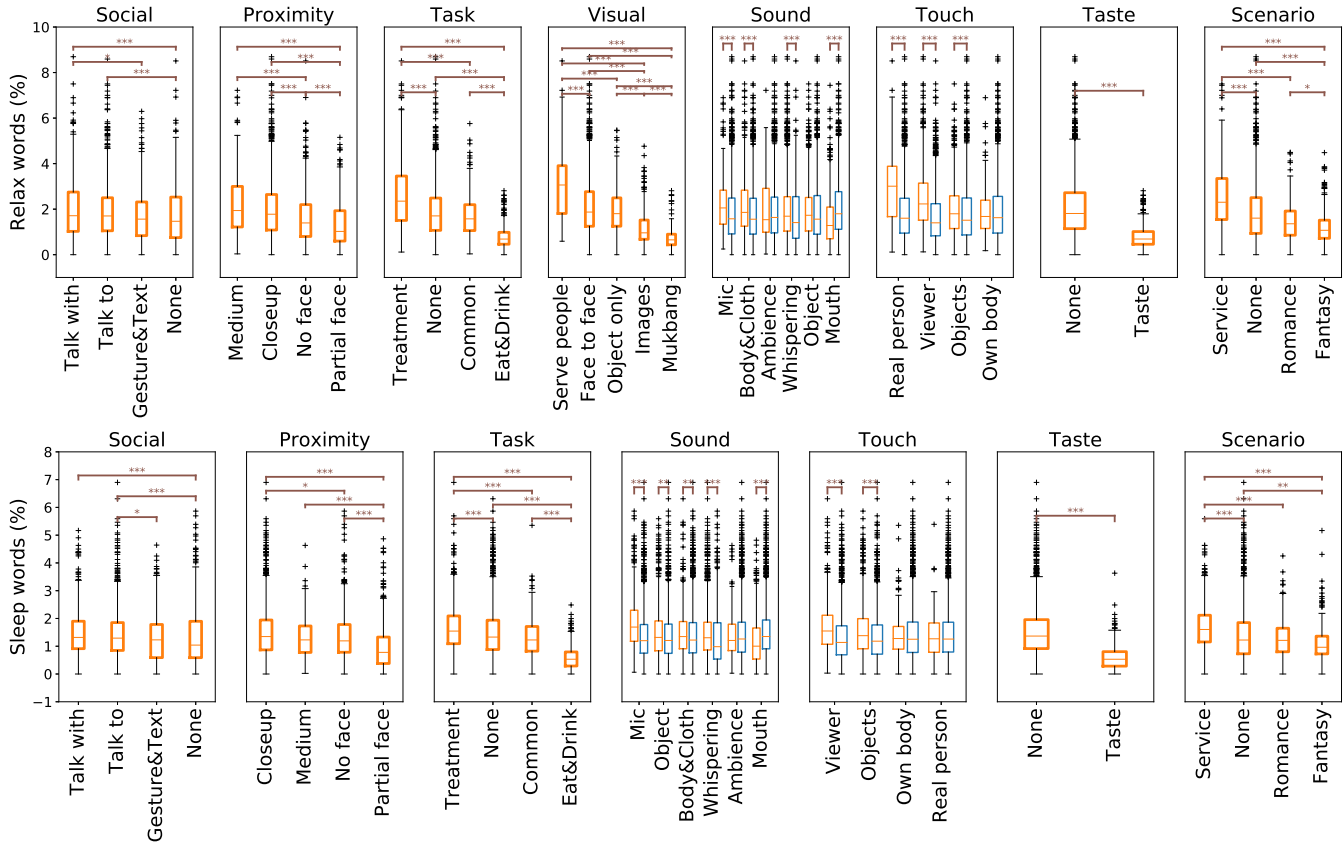 Social Proximity Task Visual Sound Touch Taste Scenario
Relax words (%)
10
8
6
4
2
0
*** * ***
*** *** *** *** ***
*** *** *** *** ***
*** *** *** *** *** *** ***
*** *** *** ***
*** *** ***
***
*** *** *** *** *
Talk with Talk to Gesture&Text None
Medium Closeup No face Partial face
Treatment None Common Eat&Drink
Serve people Face to face Object only Images Mukbang
Mic Body&Cloth Ambience Whispering Object Mouth
Real person Viewer Objects Own body
None Taste
Service None Romance Fantasy
Social Proximity Task Sound Touch Taste Scenario
Sleep words (%)
8
7
6
5
4
3
2
1
0
−1
*** *** *
*** * *** ***
*** *** *** *** ***
*** ** ** *** **
*** ***
***
*** ** *** ***
Talk with Talk to Gesture&Text None
Closeup Medium No face Partial face
Treatment None Common Eat&Drink
Mic Object Body&Cloth Whispering Ambience Mouth
Viewer Objects Own body Real person
None Taste
Service None Romance Fantasy